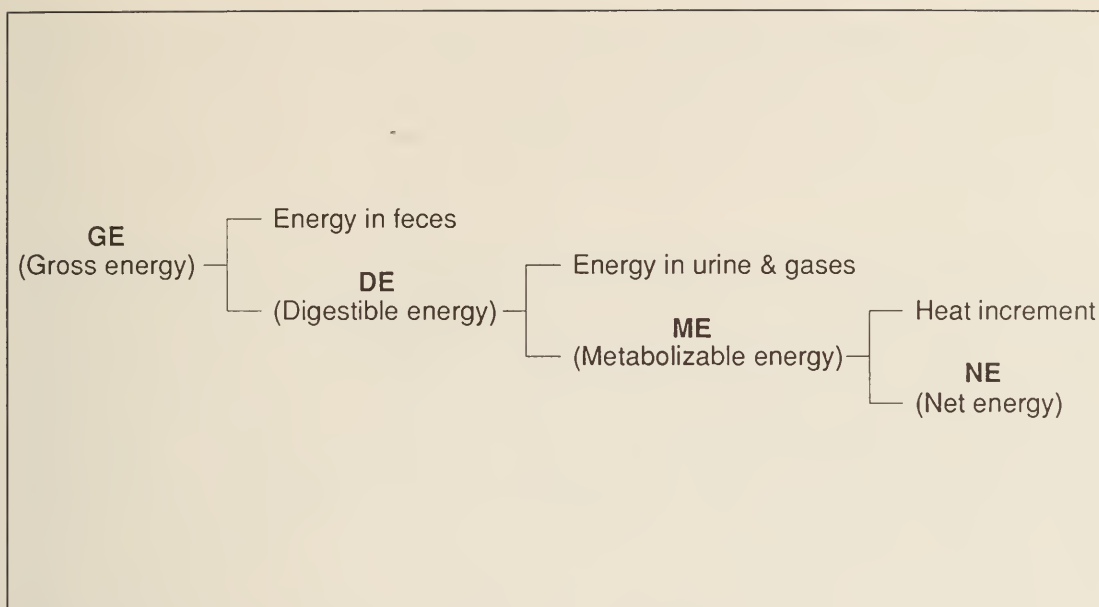 GE
(Gross energy)
Energy in feces
DE
(Digestible energy)
Energy in urine & gases
ME
(Metabolizable energy)
Heat increment
NE
(Net energy)